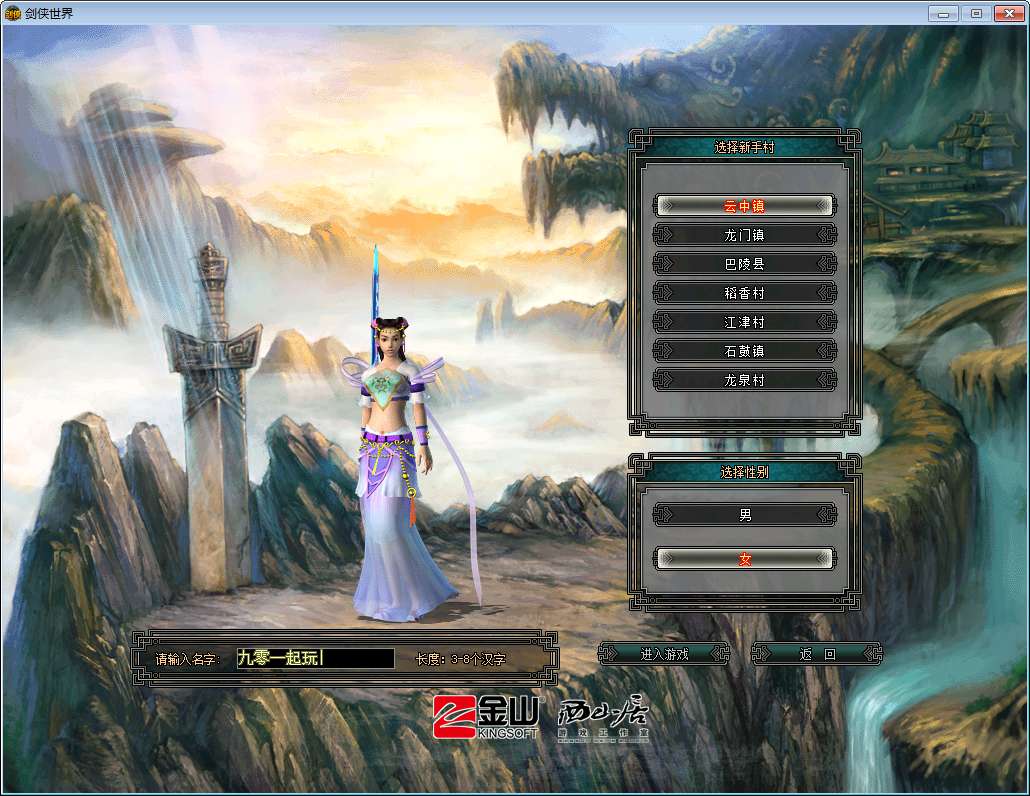 剑侠世界
选择新手村
云中镇
龙门镇
巴陵县
稻香村
江津村
石鼓镇
龙泉村
选择性别
男
女
请输入名字: 九零一起玩 长度: 3-8个汉字
进入游戏 返 回
金山 KINGSOFT
西山居
游戏工作室